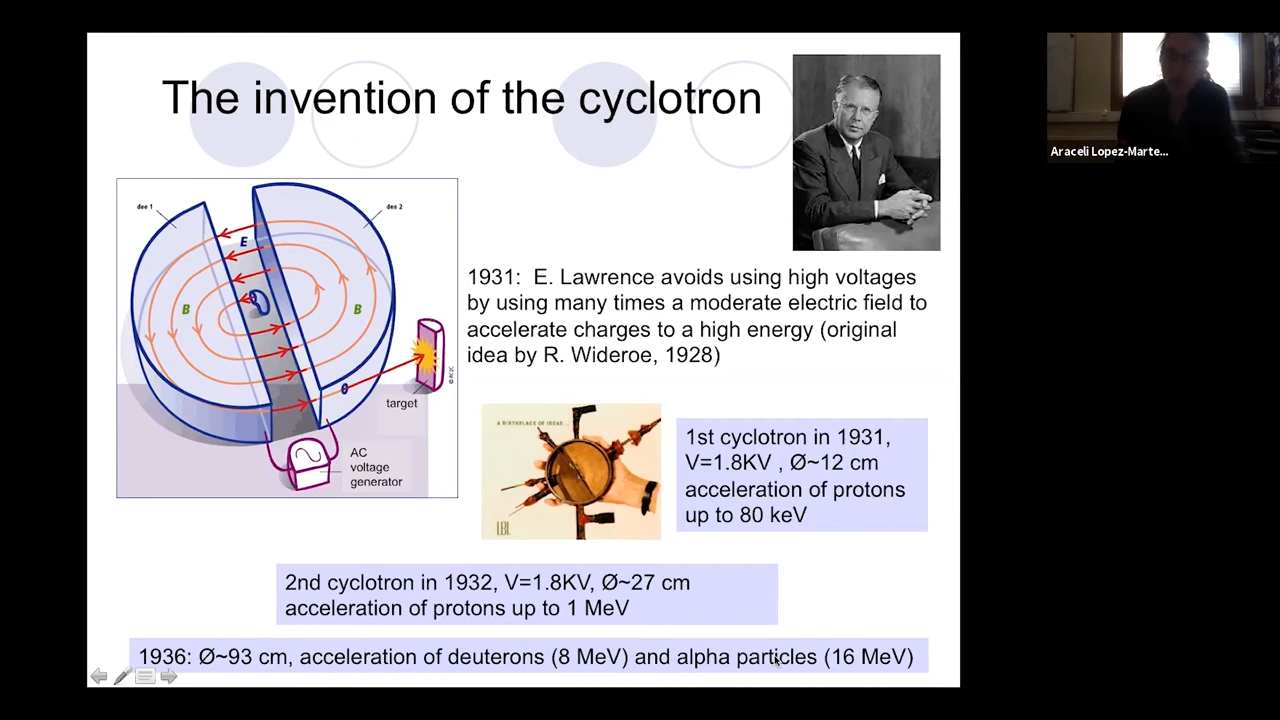 The invention of the cyclotron
Araceli Lopez-Marte...
dee 1
dee 2
E
B
B
target
© RC2C
AC
voltage
generator
1931: E. Lawrence avoids using high voltages
by using many times a moderate electric field to
accelerate charges to a high energy (original
idea by R. Wideroe, 1928)
A BIRTHPLACE OF IDEAS...
LBL
1st cyclotron in 1931,
V=1.8KV , Ø~12 cm
acceleration of protons
up to 80 keV
2nd cyclotron in 1932, V=1.8KV, Ø~27 cm
acceleration of protons up to 1 MeV
1936: Ø~93 cm, acceleration of deuterons (8 MeV) and alpha particles (16 MeV)